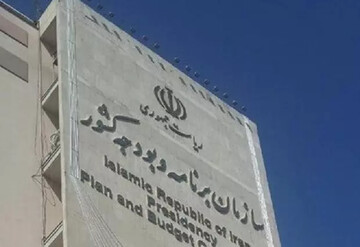 ریاست جمهوری
سازمان برنامه و بودجه کشور
Islamic Republic of Iran
Presidency
Plan and Budget